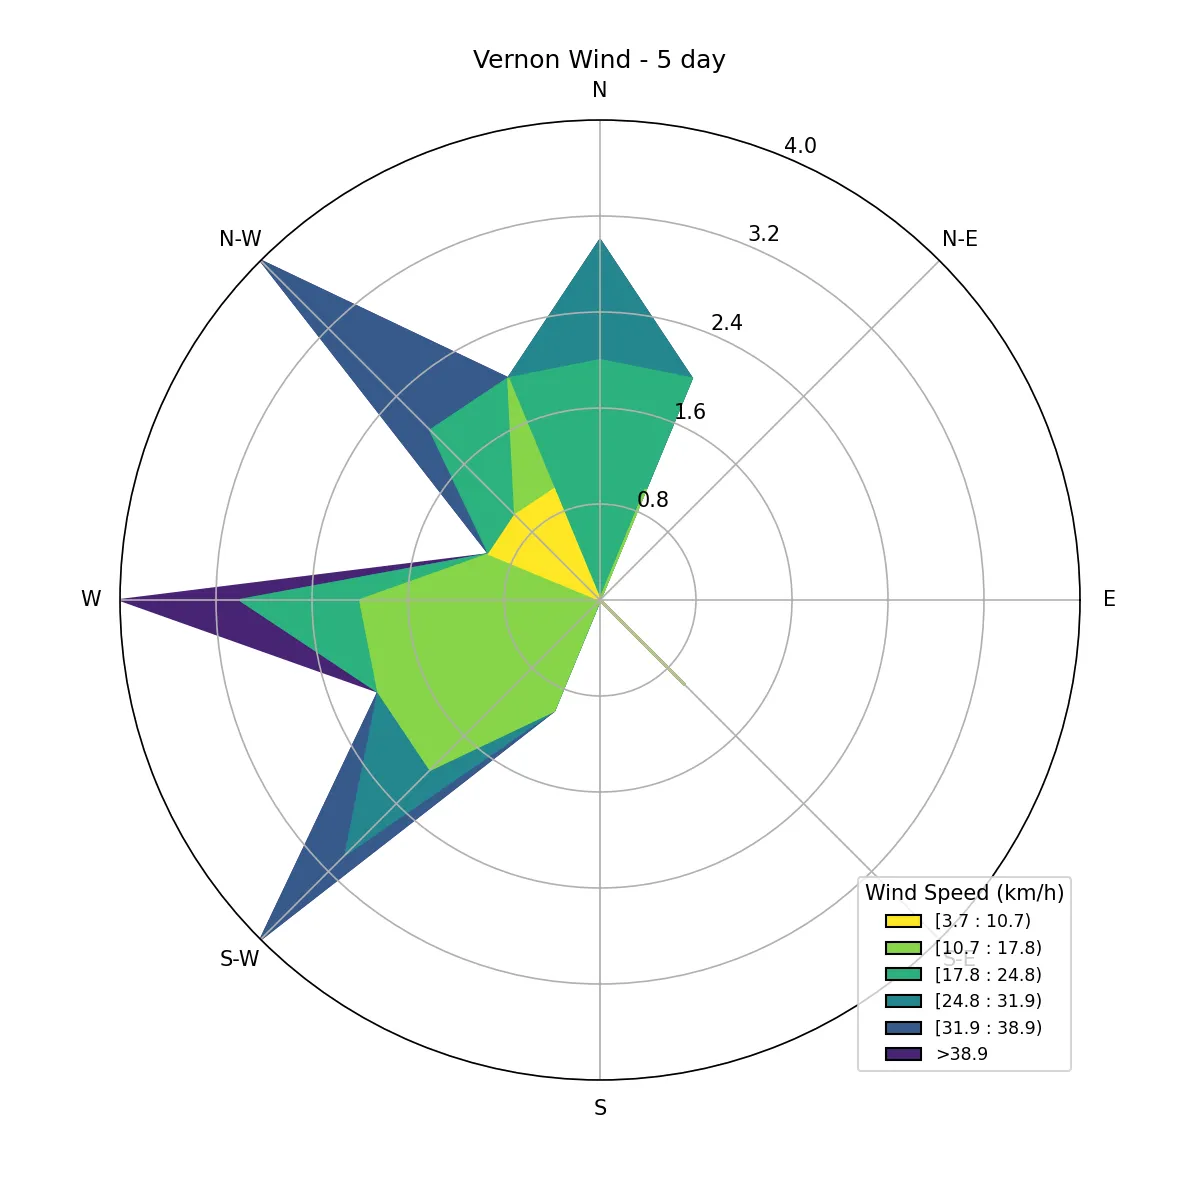 Vernon Wind - 5 day
N
4.0
3.2
N-W
N-E
2.4
1.6
0.8
W
E
Wind Speed (km/h)
[3.7 : 10.7)
[10.7 : 17.8)
S-W
S-E
[17.8 : 24.8)
[24.8 : 31.9)
[31.9 : 38.9)
>38.9
S